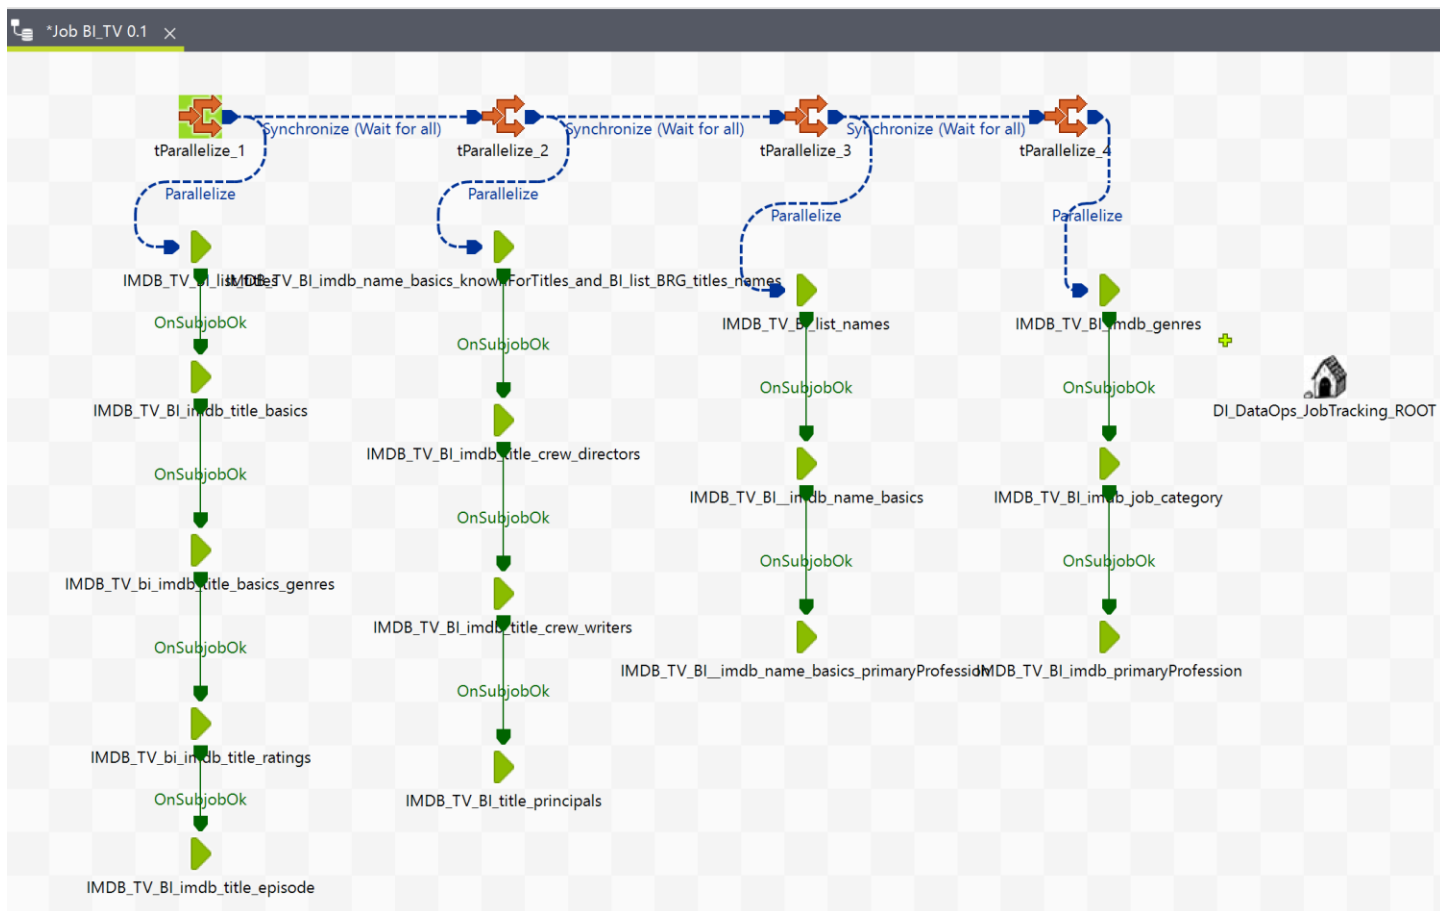 *Job BI_TV 0.1
Synchronize (Wait for all)
Synchronize (Wait for all)
Synchronize (Wait for all)
tParallelize_1
tParallelize_2
tParallelize_3
tParallelize_4
Parallelize
Parallelize
Parallelize
Parallelize
IMDB_TV_BI_list_titles
IMDB_TV_BI_imdb_name_basics_knownForTitles_and_BI_list_BRG_titles_names
IMDB_TV_BI_list_names
IMDB_TV_BI_imdb_genres
OnSubjobOk
OnSubjobOk
OnSubjobOk
OnSubjobOk
IMDB_TV_BI_imdb_title_basics
DI_DataOps_JobTracking_ROOT
IMDB_TV_BI_imdb_title_crew_directors
OnSubjobOk
IMDB_TV_BI__imdb_name_basics
IMDB_TV_BI_imdb_job_category
OnSubjobOk
OnSubjobOk
OnSubjobOk
IMDB_TV_bi_imdb_title_basics_genres
IMDB_TV_BI_imdb_title_crew_writers
OnSubjobOk
IMDB_TV_BI__imdb_name_basics_primaryProfession
IMDB_TV_BI_imdb_primaryProfession
OnSubjobOk
IMDB_TV_bi_imdb_title_ratings
OnSubjobOk
IMDB_TV_BI_title_principals
IMDB_TV_BI_imdb_title_episode